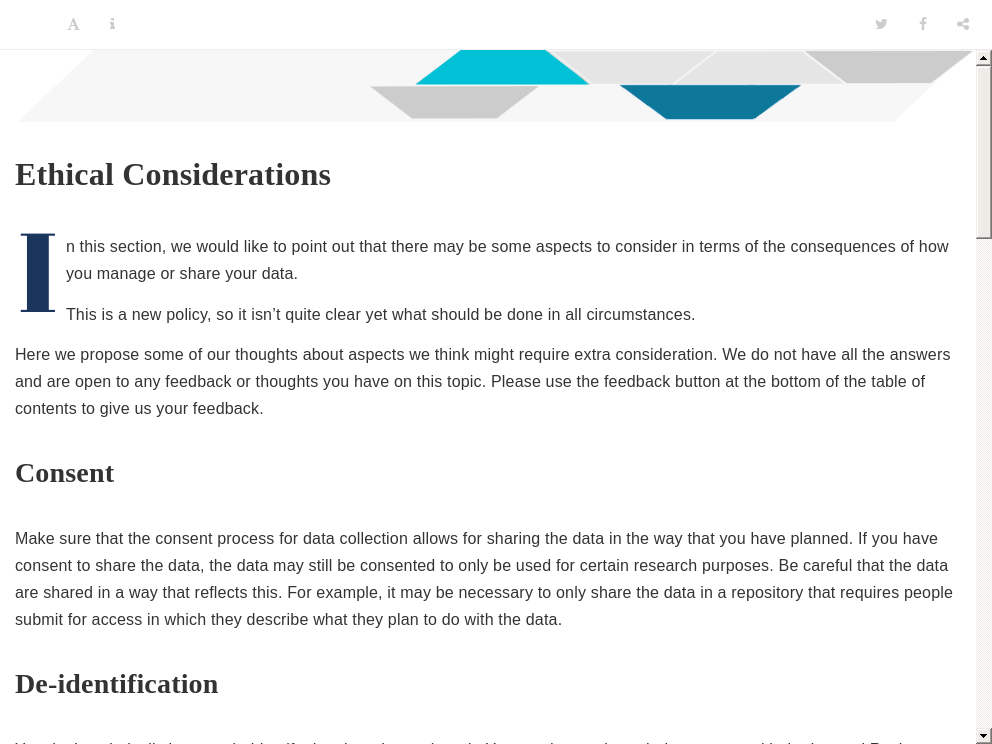 Ethical Considerations
In this section, we would like to point out that there may be some aspects to consider in terms of the consequences of how
you manage or share your data.
This is a new policy, so it isn’t quite clear yet what should be done in all circumstances.
Here we propose some of our thoughts about aspects we think might require extra consideration. We do not have all the answers
and are open to any feedback or thoughts you have on this topic. Please use the feedback button at the bottom of the table of
contents to give us your feedback.
Consent
Make sure that the consent process for data collection allows for sharing the data in the way that you have planned. If you have
consent to share the data, the data may still be consented to only be used for certain research purposes. Be careful that the data
are shared in a way that reflects this. For example, it may be necessary to only share the data in a repository that requires people
submit for access in which they describe what they plan to do with the data.
De-identification